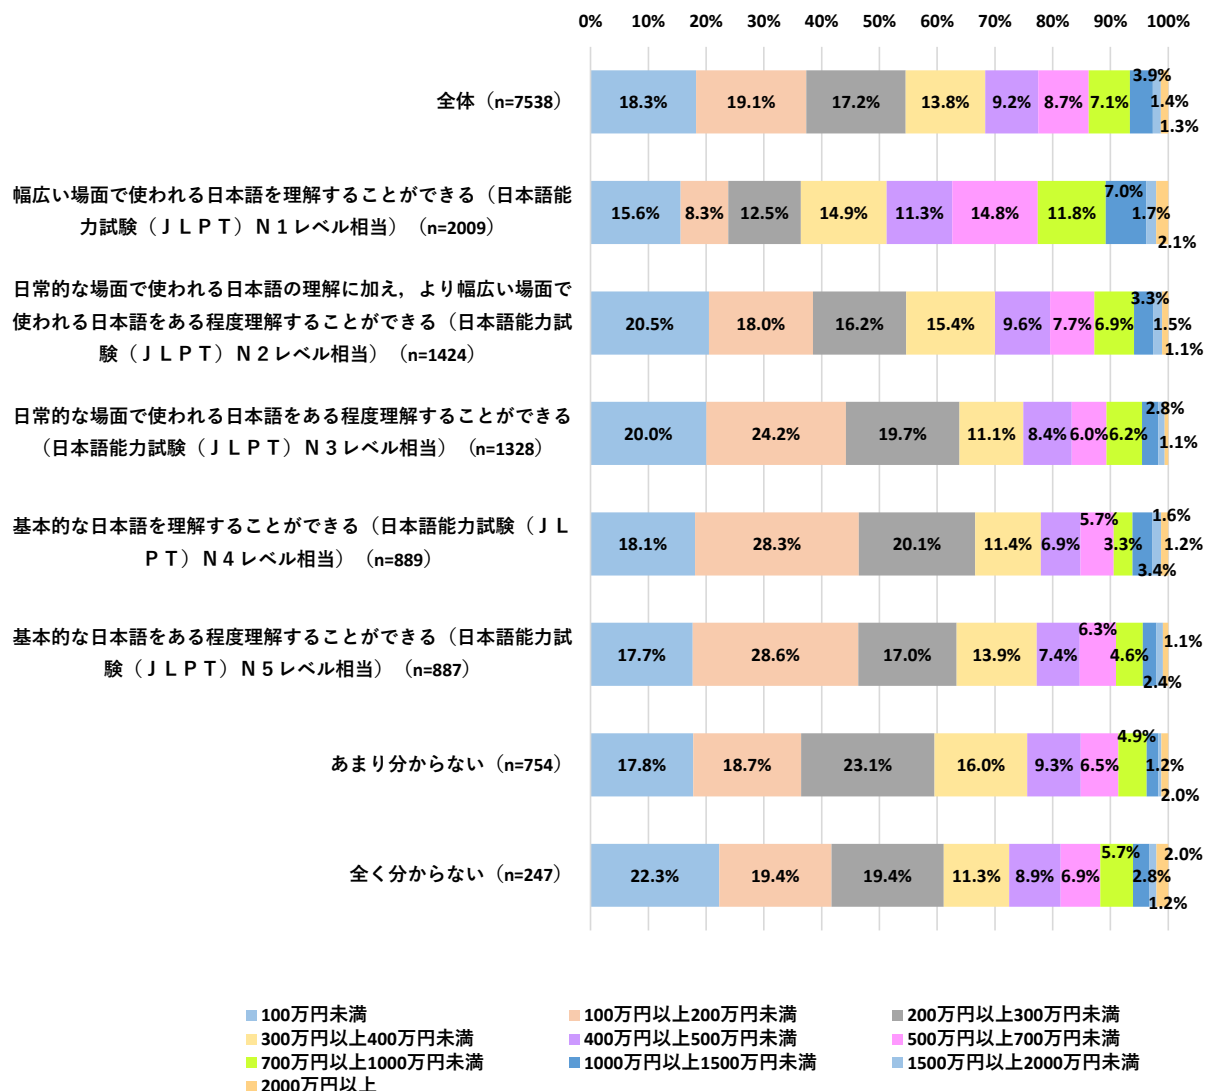 0% 10% 20% 30% 40% 50% 60% 70% 80% 90% 100%
全体（n=7538）
18.3% 19.1% 17.2% 13.8% 9.2% 8.7% 7.1% 3.9% 1.4% 1.3%
幅広い場面で使われる日本語を理解することができる（日本語能
力試験（ＪＬＰＴ）Ｎ１レベル相当）（n=2009）
15.6% 8.3% 12.5% 14.9% 11.3% 14.8% 11.8% 7.0% 1.7% 2.1%
日常的な場面で使われる日本語の理解に加え，より幅広い場面で
使われる日本語をある程度理解することができる（日本語能力試
験（ＪＬＰＴ）Ｎ２レベル相当）（n=1424）
20.5% 18.0% 16.2% 15.4% 9.6% 7.7% 6.9% 3.3% 1.5% 1.1%
日常的な場面で使われる日本語をある程度理解することができる
（日本語能力試験（ＪＬＰＴ）Ｎ３レベル相当）（n=1328）
20.0% 24.2% 19.7% 11.1% 8.4% 6.0% 6.2% 2.8% 1.1%
基本的な日本語を理解することができる（日本語能力試験（ＪＬ
ＰＴ）Ｎ４レベル相当）（n=889）
18.1% 28.3% 20.1% 11.4% 6.9% 5.7% 3.3% 3.4% 1.6% 1.2%
基本的な日本語をある程度理解することができる（日本語能力試
験（ＪＬＰＴ）Ｎ５レベル相当）（n=887）
17.7% 28.6% 17.0% 13.9% 7.4% 6.3% 4.6% 2.4% 1.1%
あまり分からない（n=754）
17.8% 18.7% 23.1% 16.0% 9.3% 6.5% 4.9% 2.0% 1.2%
全く分からない（n=247）
22.3% 19.4% 19.4% 11.3% 8.9% 6.9% 5.7% 2.8% 1.2% 2.0%
100万円未満 100万円以上200万円未満 200万円以上300万円未満
300万円以上400万円未満 400万円以上500万円未満 500万円以上700万円未満
700万円以上1000万円未満 1000万円以上1500万円未満 1500万円以上2000万円未満
2000万円以上